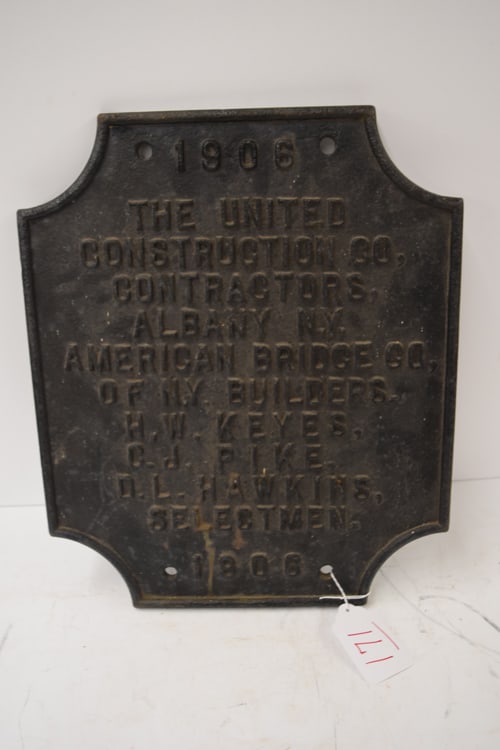 1906
THE UNITED
CONSTRUCTION CO,
CONTRACTORS,
ALBANY N.Y.
AMERICAN BRIDGE CO,
OF N.Y. BUILDERS.
H.W. KEYES,
C.J. PIKE,
D.L. HAWKINS,
SELECTMEN.
1906
171